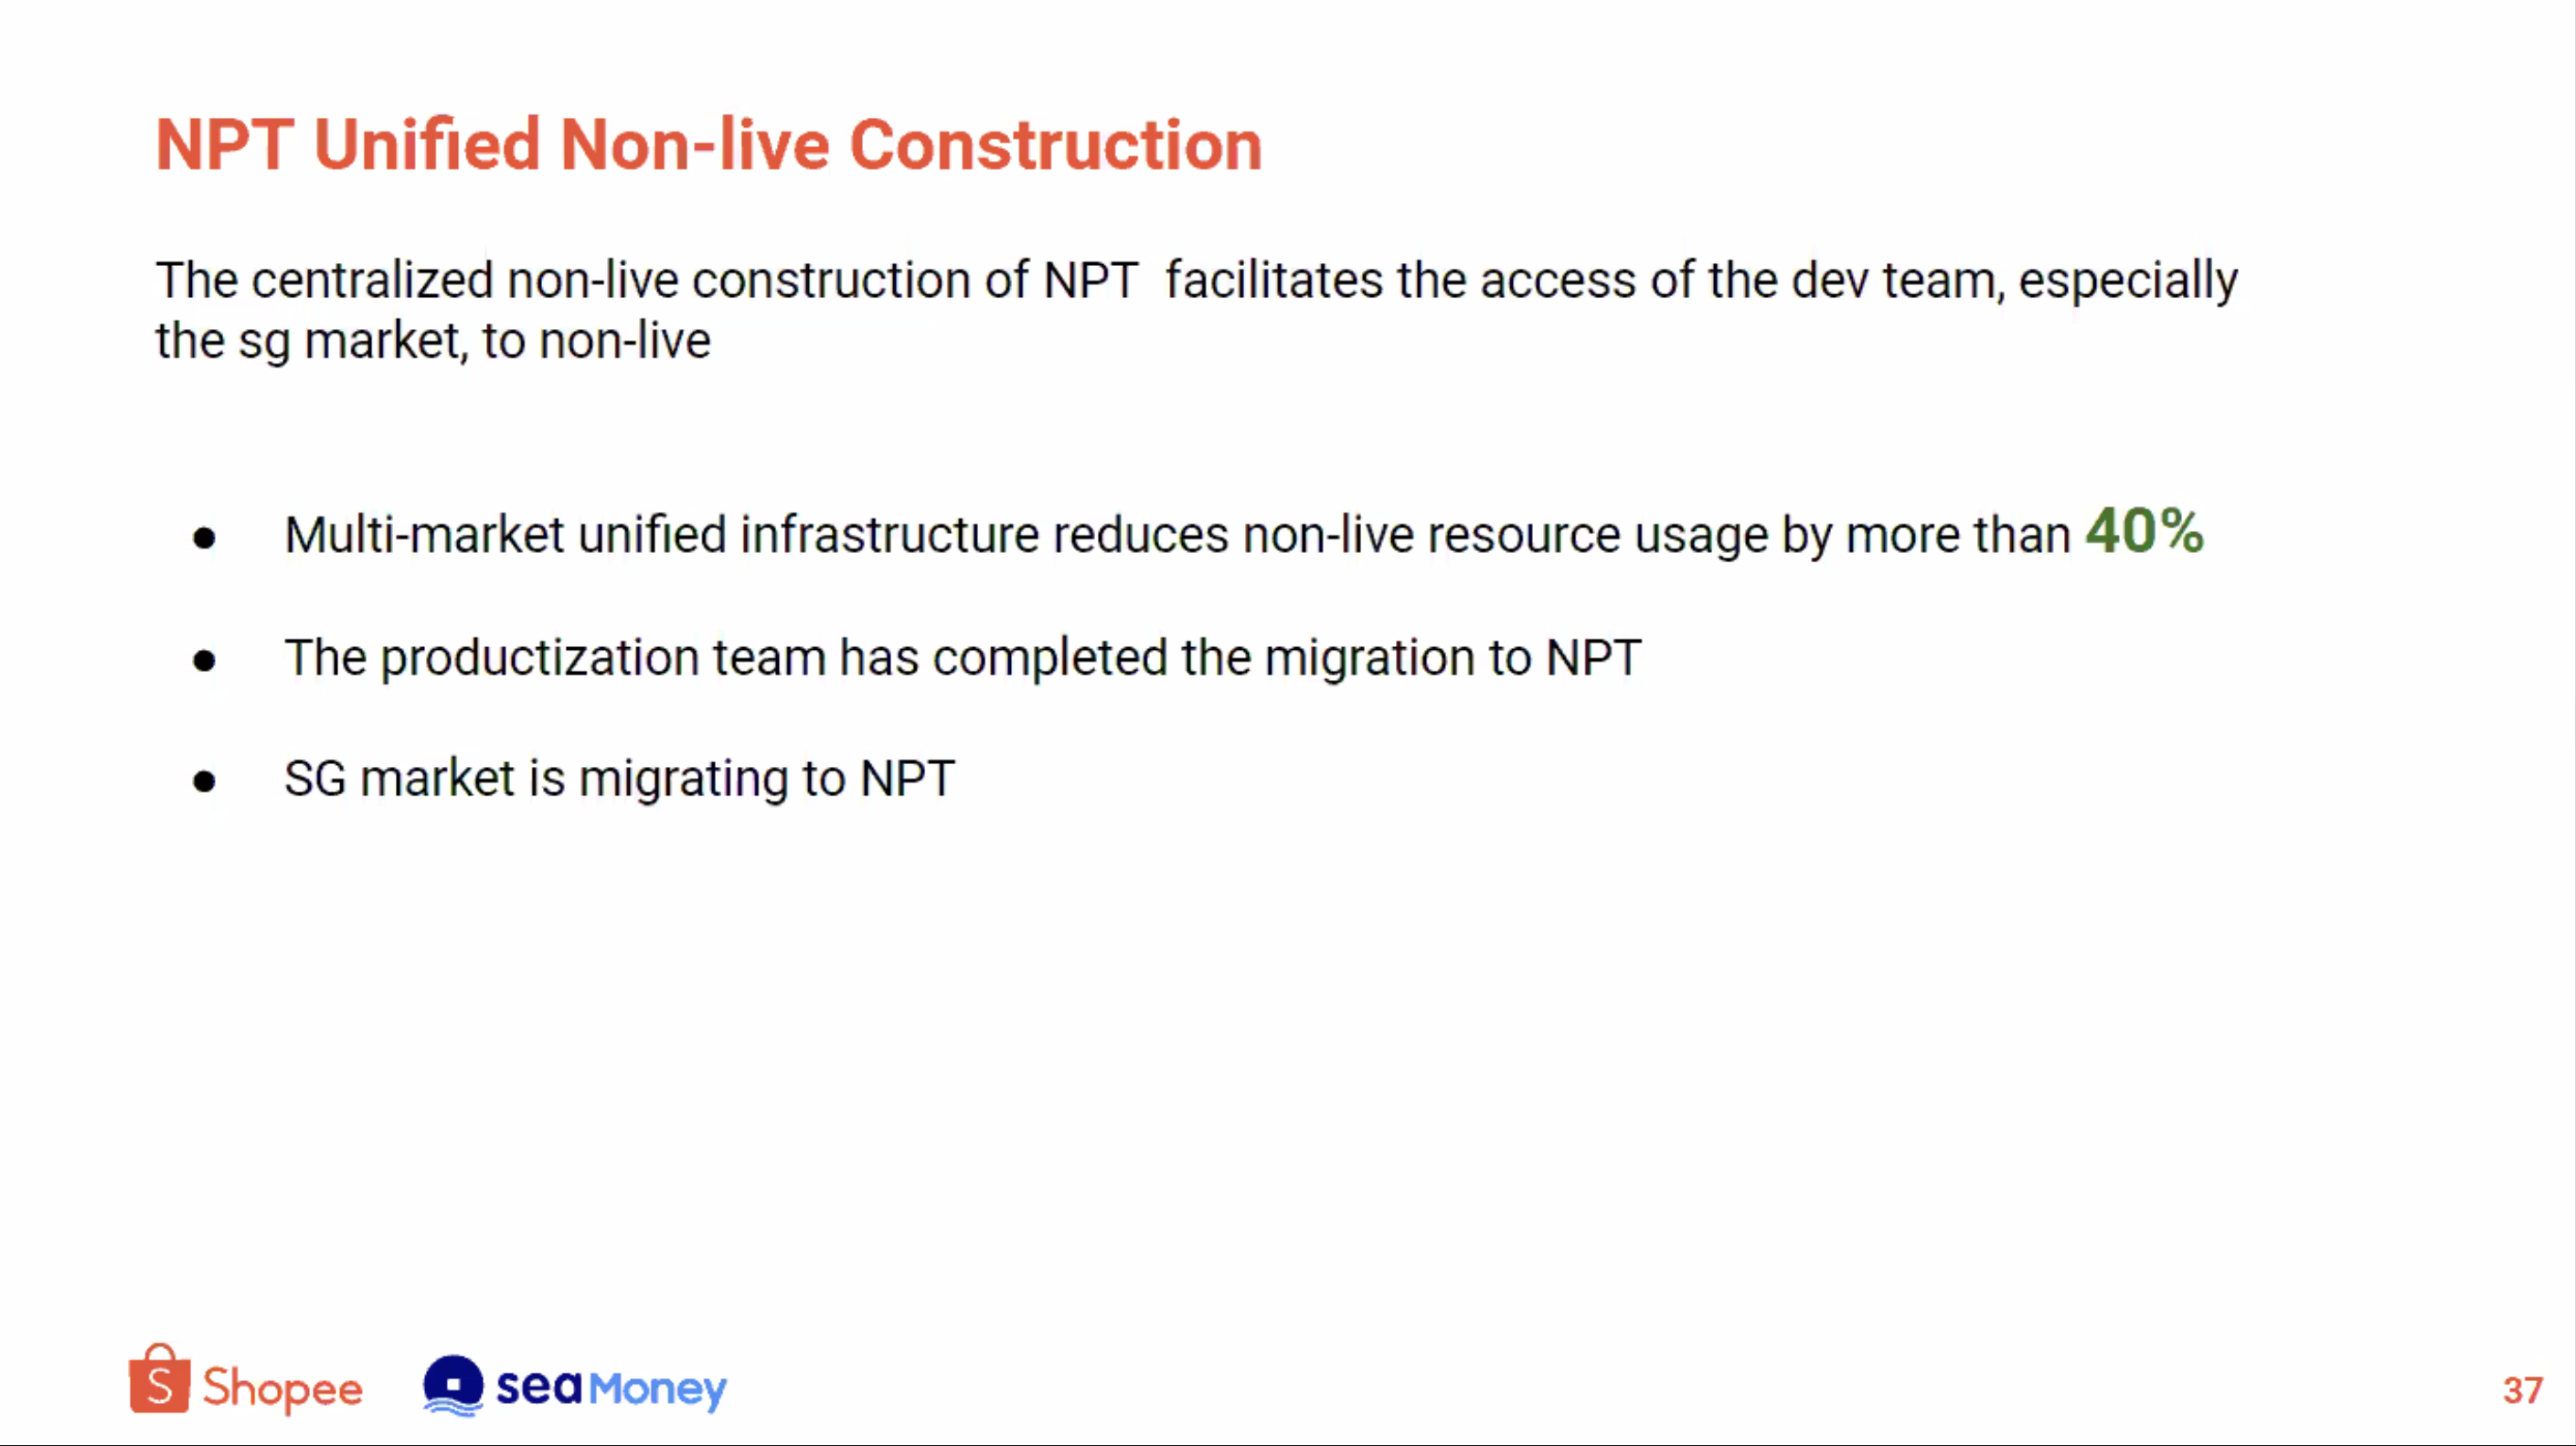 NPT Unified Non-live Construction
The centralized non-live construction of NPT  facilitates the access of the dev team, especially
the sg market, to non-live
● Multi-market unified infrastructure reduces non-live resource usage by more than 40%
● The productization team has completed the migration to NPT
● SG market is migrating to NPT
S Shopee
seaMoney
37